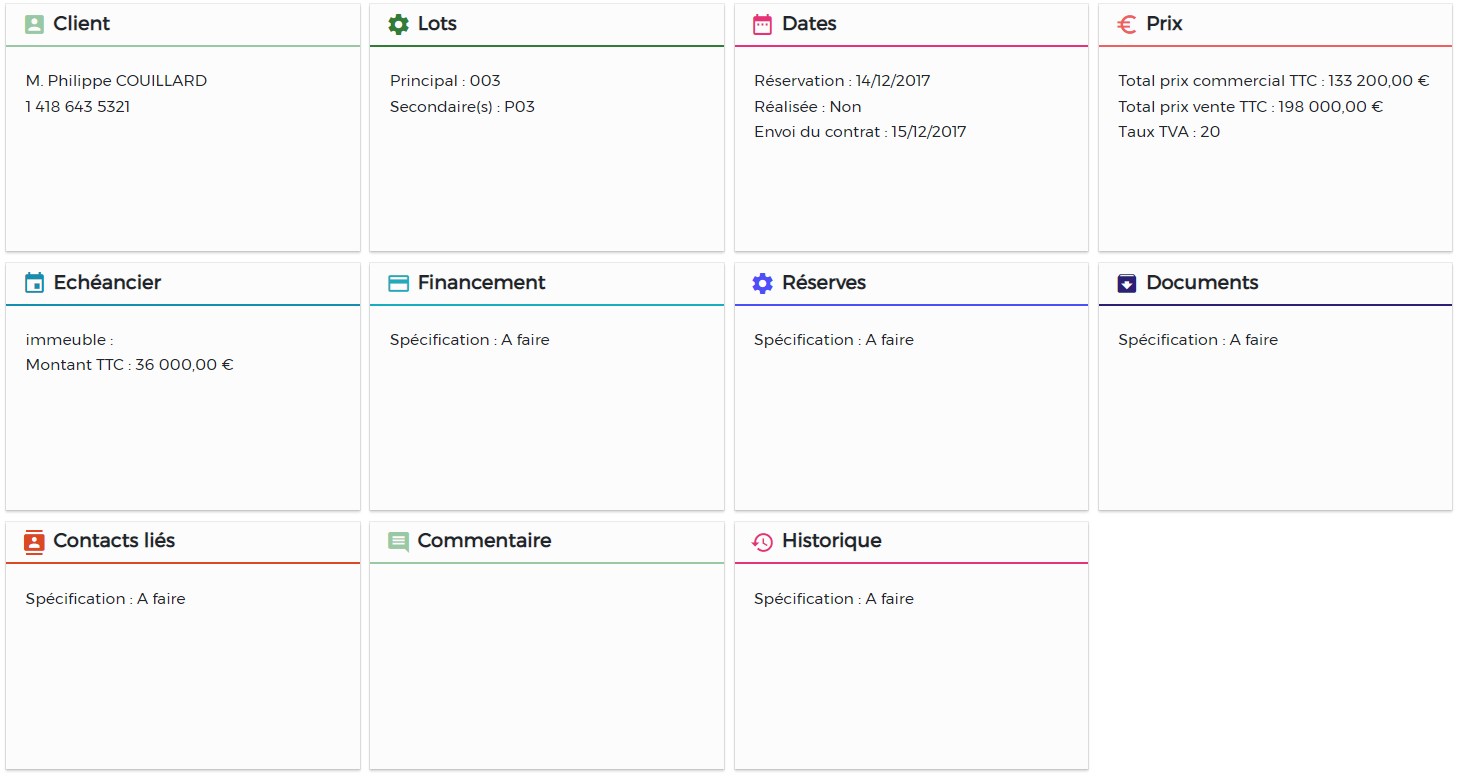 Client
M. Philippe COUILLARD
1 418 643 5321
Lots
Principal : 003
Secondaire(s) : P03
Dates
Réservation : 14/12/2017
Réalisée : Non
Envoi du contrat : 15/12/2017
Prix
Total prix commercial TTC : 133 200,00 €
Total prix vente TTC : 198 000,00 €
Taux TVA : 20
Echéancier
immeuble :
Montant TTC : 36 000,00 €
Financement
Spécification : A faire
Réserves
Spécification : A faire
Documents
Spécification : A faire
Contacts liés
Spécification : A faire
Commentaire
Historique
Spécification : A faire